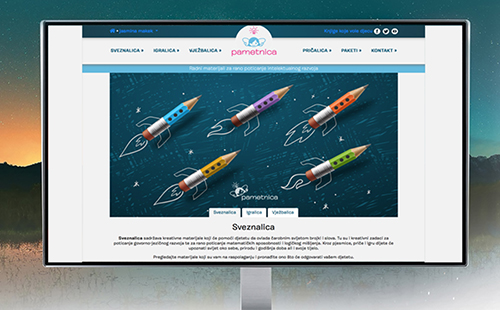 Knjige koje vole djeca
SVEZNALICA IGRALICA VJEŽBALICA
pametnica
PRIČALICA PAKETI KONTAKT
Radni materijali za rano poticanje intelektualnog razvoja
pametnica
Sveznalica Igralica Vježbalica
Sveznalica
Sveznalica sadržava kreativne materijale koji će pomoći djetetu da ovlada čarobnim svijetom brojki i slova. Tu su i kreativni zadaci za
poticanje govorno-jezičnog razvoja te za rano poticanje matematičkih sposobnosti i logičkog mišljenja. Kroz pjesmice, priče i igru dijete će
upoznati svijet oko sebe, prirodu i godišnja doba ali i svoje tijelo.
Pregledajte materijale koji su vam na raspolaganju i pronađite ono što će odgovarati vašem djetetu.